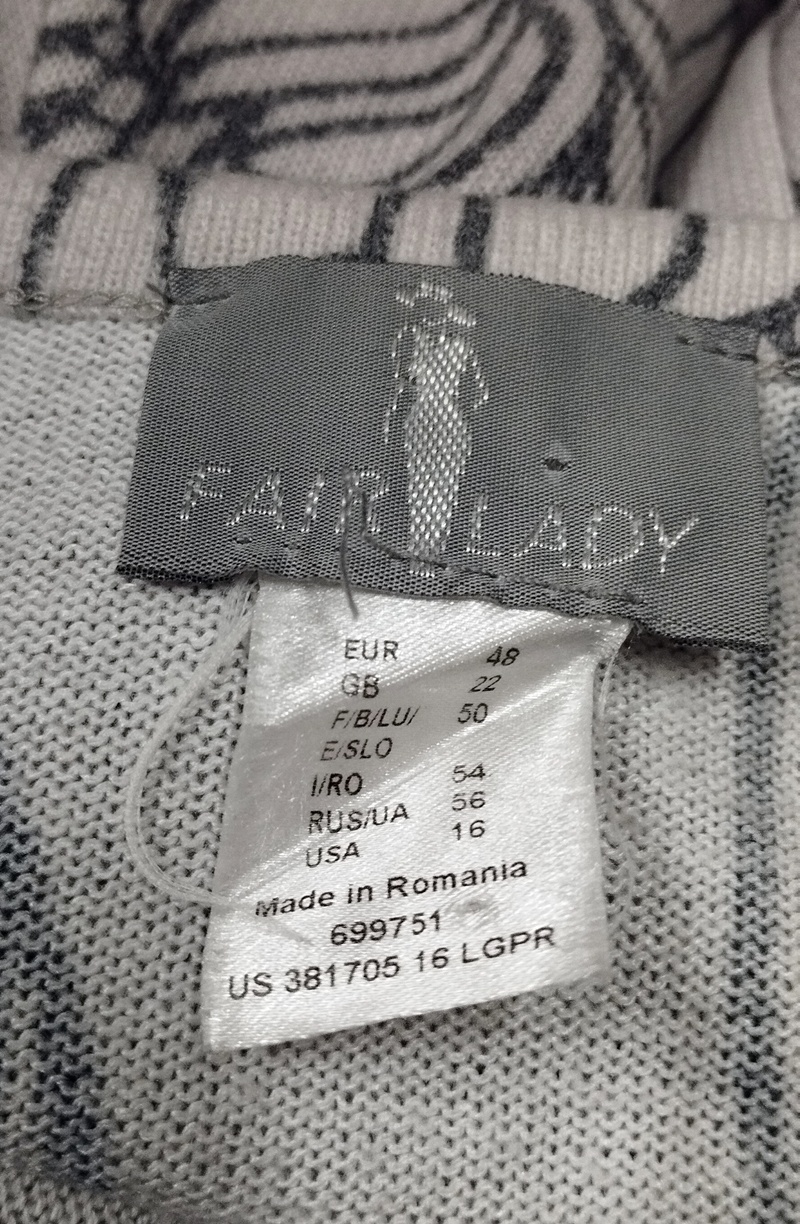 FAIR LADY
EUR 48
GB 22
F/B/LU/ 50
E/SLO
I/RO 54
RUS/UA 56
USA 16
Made in Romania
699751
US 381705 16 LGPR